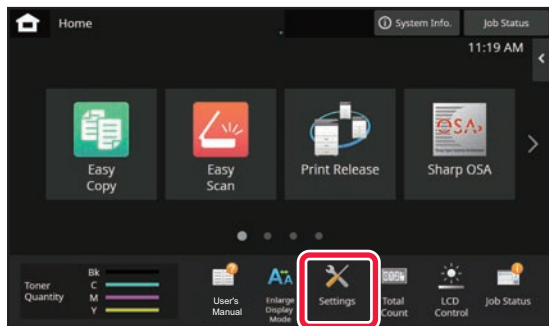 Home
System Info.
Job Status
11:19 AM
Easy
Copy
Easy
Scan
Print Release
OSA
Sharp OSA
Toner
Quantity
Bk
C
M
Y
User's
Manual
Enlarge
Display
Mode
Settings
Total
Count
LCD
Control
Job Status